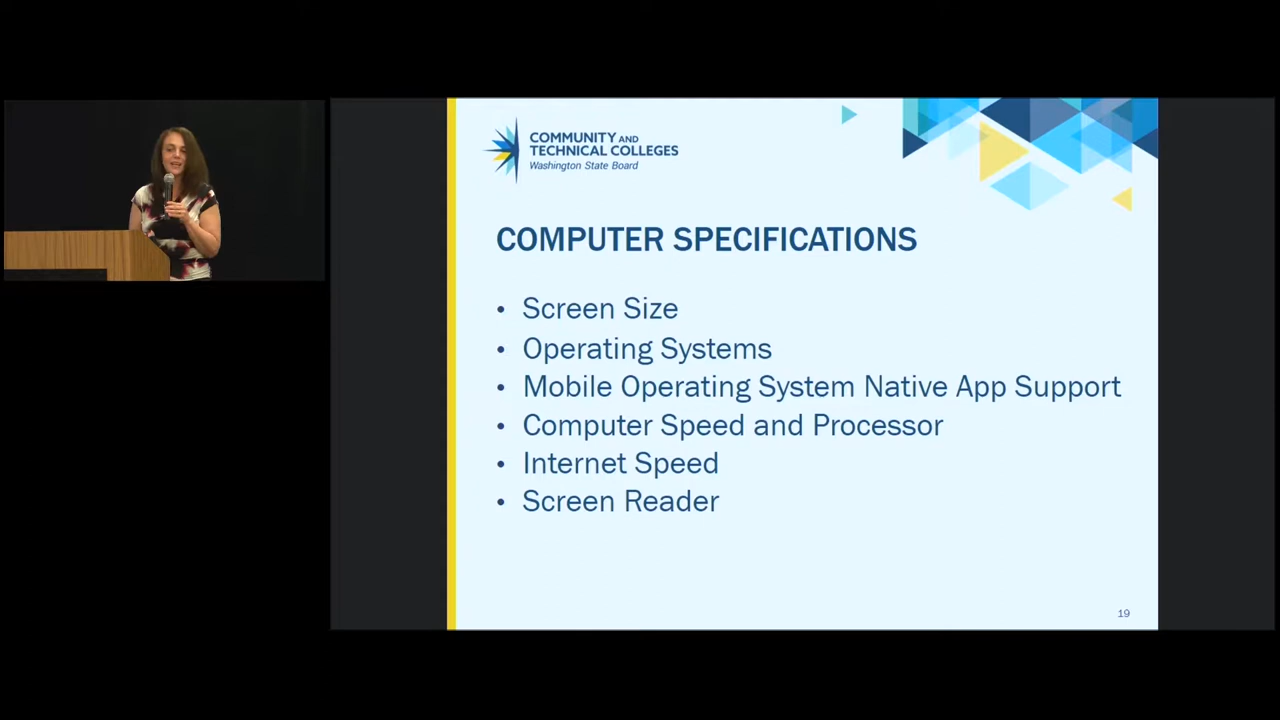 COMMUNITY AND
TECHNICAL COLLEGES
Washington State Board
COMPUTER SPECIFICATIONS
• Screen Size
• Operating Systems
• Mobile Operating System Native App Support
• Computer Speed and Processor
• Internet Speed
• Screen Reader
19